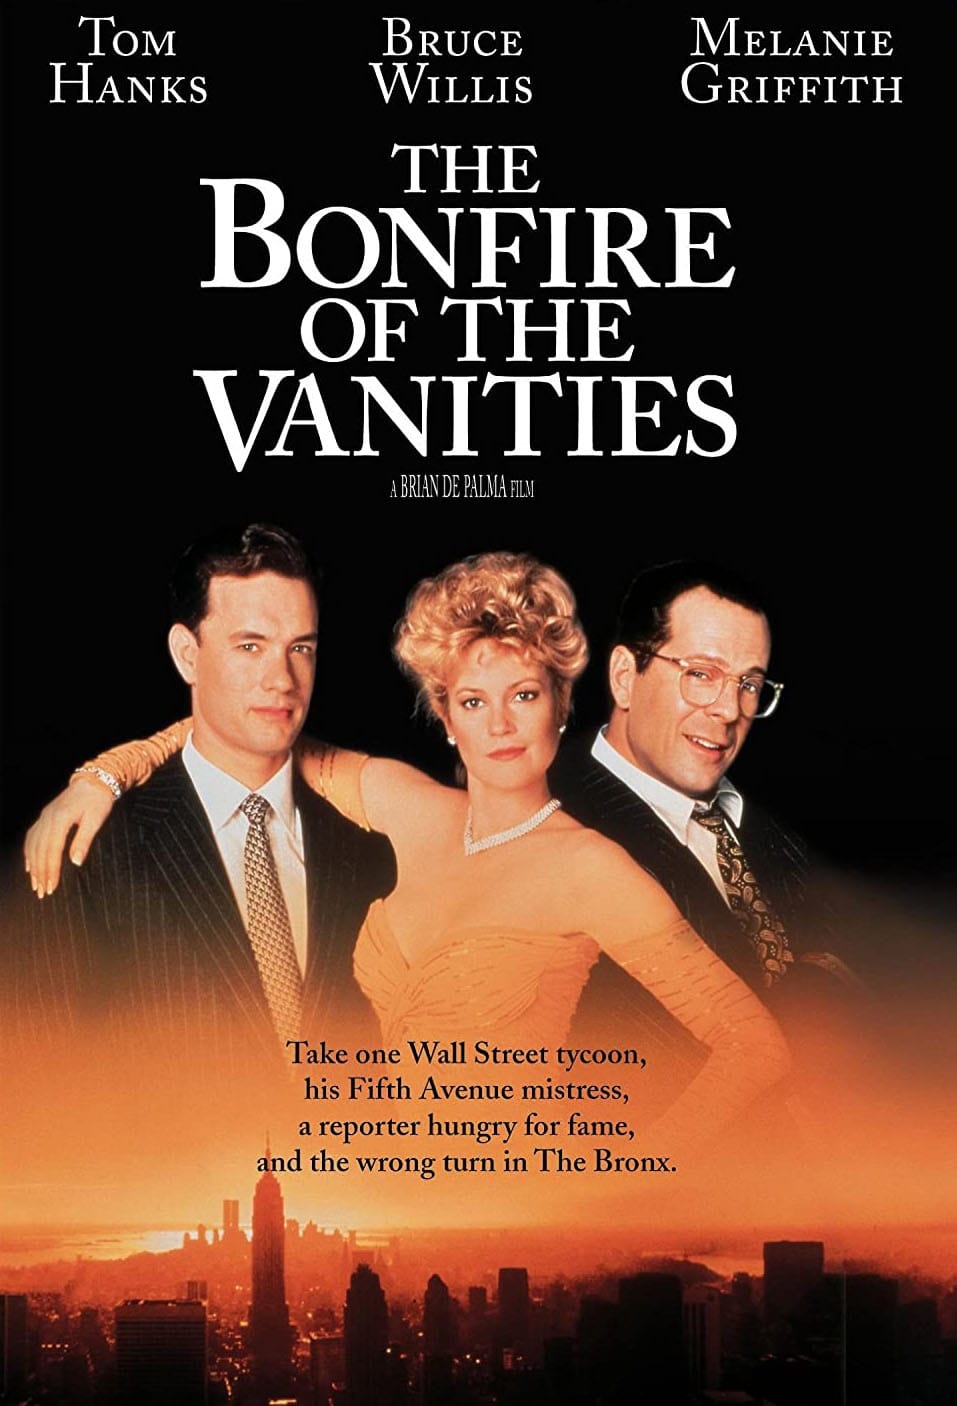 TOM HANKS
BRUCE WILLIS
MELANIE GRIFFITH
THE
BONFIRE
OF THE
VANITIES
A BRIAN DE PALMA FILM
Take one Wall Street tycoon,
his Fifth Avenue mistress,
a reporter hungry for fame,
and the wrong turn in The Bronx.